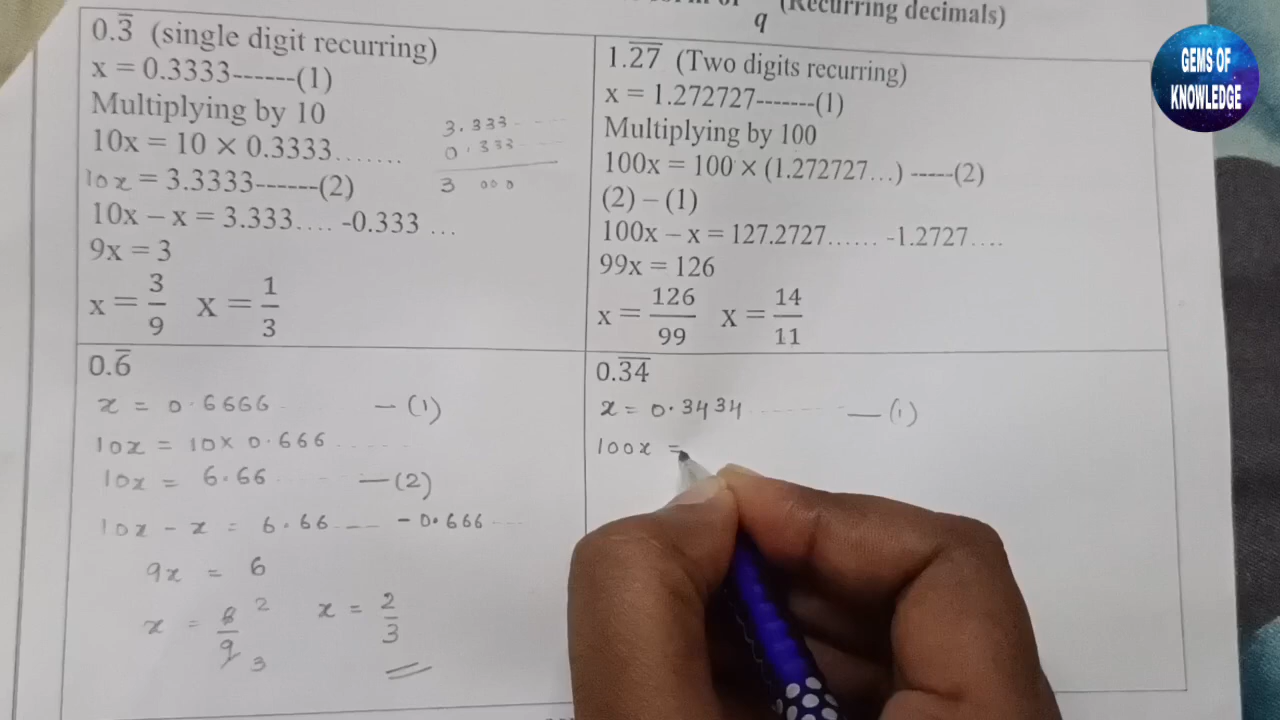 q (Recurring decimals)
GEMS OF
KNOWLEDGE
0.3̅ (single digit recurring)
x = 0.3333------(1)
Multiplying by 10
10x = 10 × 0.3333.......
10x = 3.3333------(2)
10x – x = 3.333.... -0.333 ...
9x = 3
x = 3/9 x = 1/3
3.333
0.333
3 000
1.2̅7̅ (Two digits recurring)
x = 1.272727-------(1)
Multiplying by 100
100x = 100 × (1.272727...) -----(2)
(2) – (1)
100x – x = 127.2727...... -1.2727....
99x = 126
x = 126/99 x = 14/11
0.6̅
x = 0.6666 — (1)
10x = 10 × 0.666
10x = 6.66 — (2)
10x - x = 6.66 --- - 0.666
9x = 6
x = 6/9 2 3 x = 2/3
0.3̅4̅
x = 0.3434 ........ — (1)
100x =